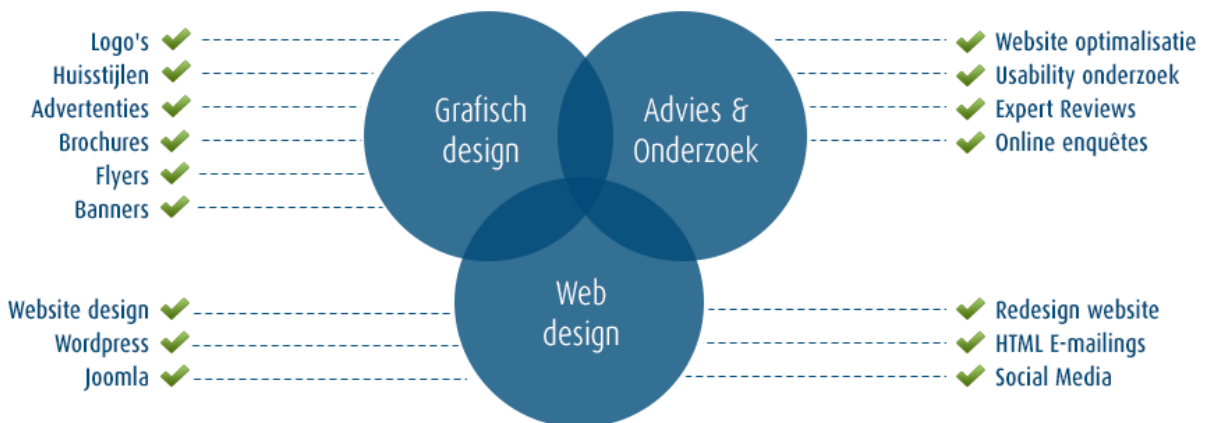 Logo's
Huisstijlen
Advertenties
Brochures
Flyers
Banners
Grafisch
design
Advies &
Onderzoek
Website optimalisatie
Usability onderzoek
Expert Reviews
Online enquêtes
Website design
Wordpress
Joomla
Web
design
Redesign website
HTML E-mailings
Social Media